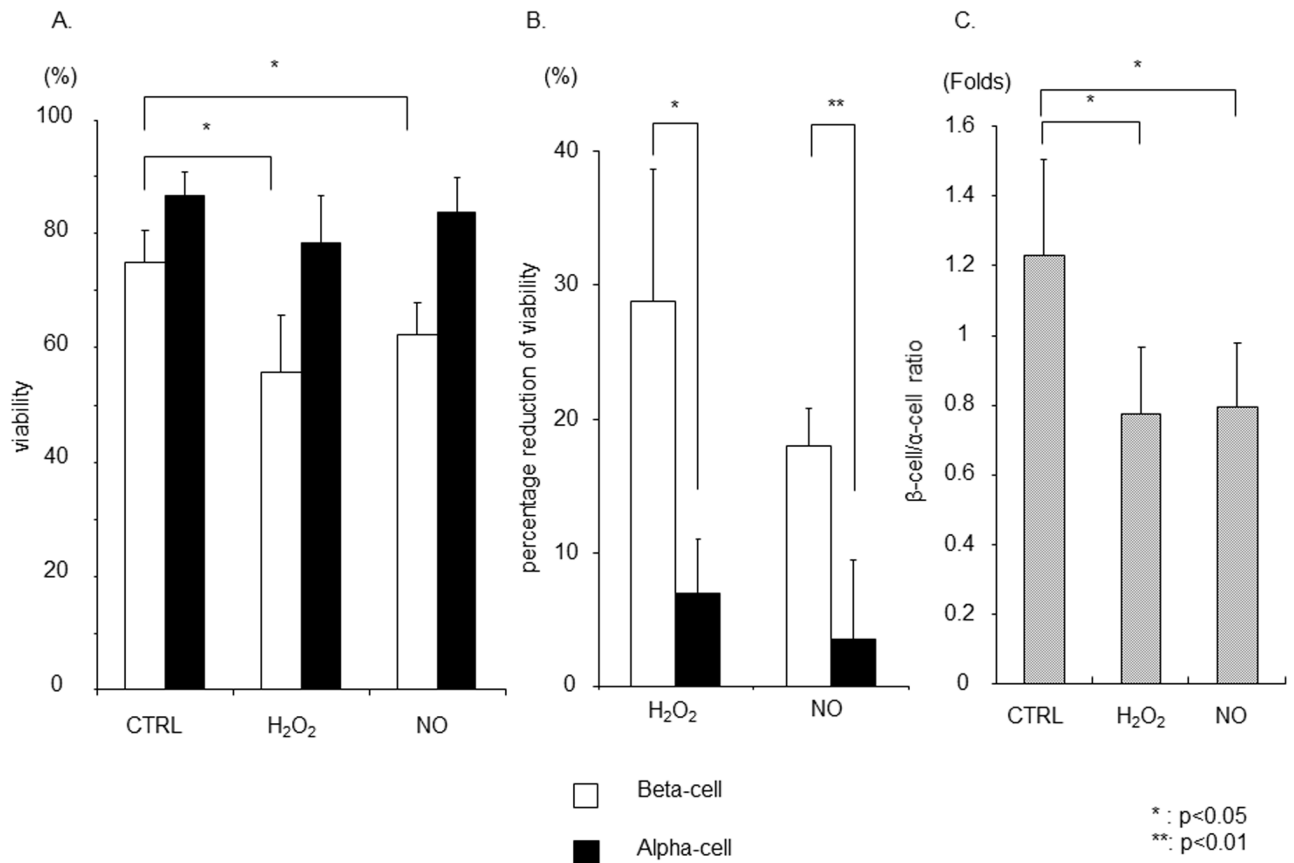 A.
B.
C.
(%)
*
*
100
80
60
40
20
0
viability
CTRL
H₂O₂
NO
(%)
*
**
40
30
20
10
0
percentage reduction of viability
H₂O₂
NO
(Folds)
*
*
1.6
1.4
1.2
1
0.8
0.6
0.4
0.2
0
β-cell/α-cell ratio
CTRL
H₂O₂
NO
Beta-cell
Alpha-cell
* : p<0.05
**: p<0.01